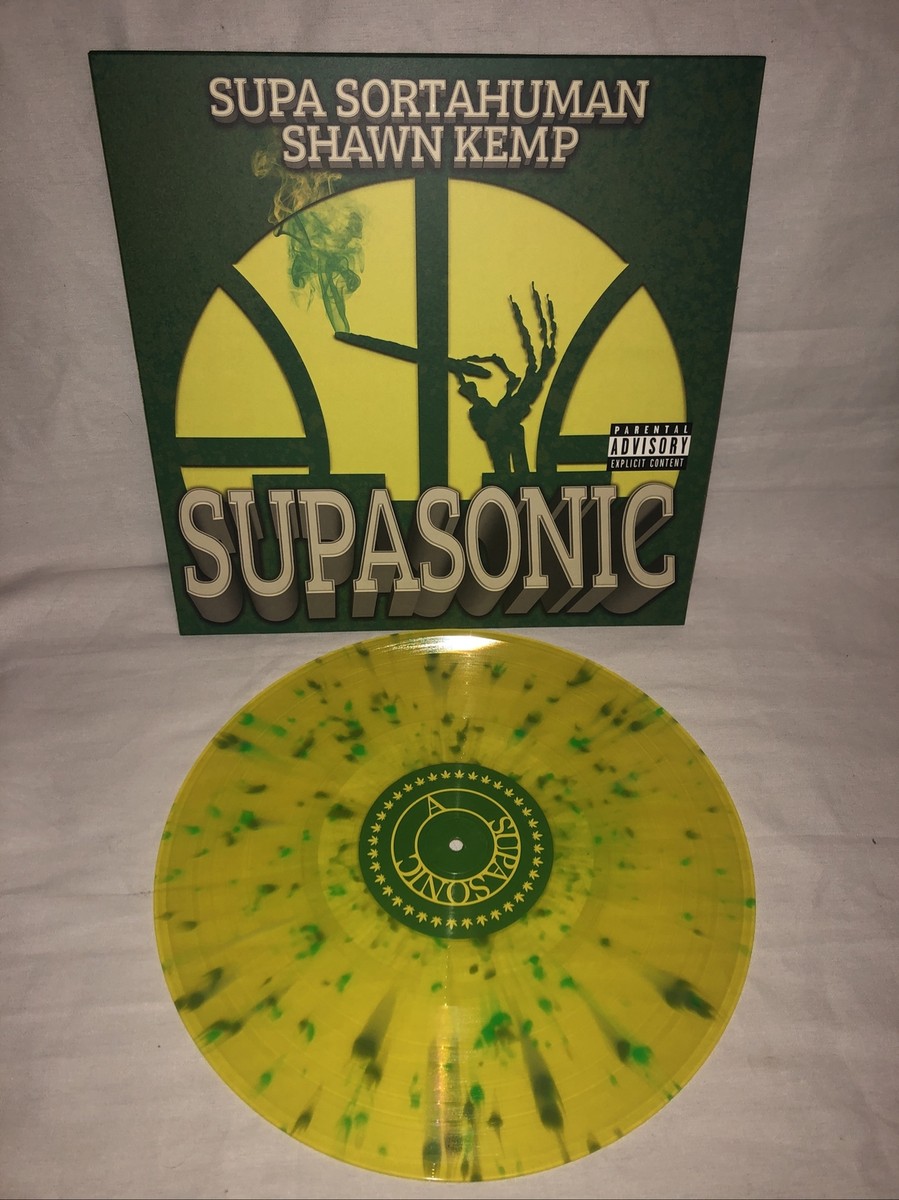 SUPA SORTAHUMAN
SHAWN KEMP
PARENTAL
ADVISORY
EXPLICIT CONTENT
SUPASONIC
A
SUPASONIC